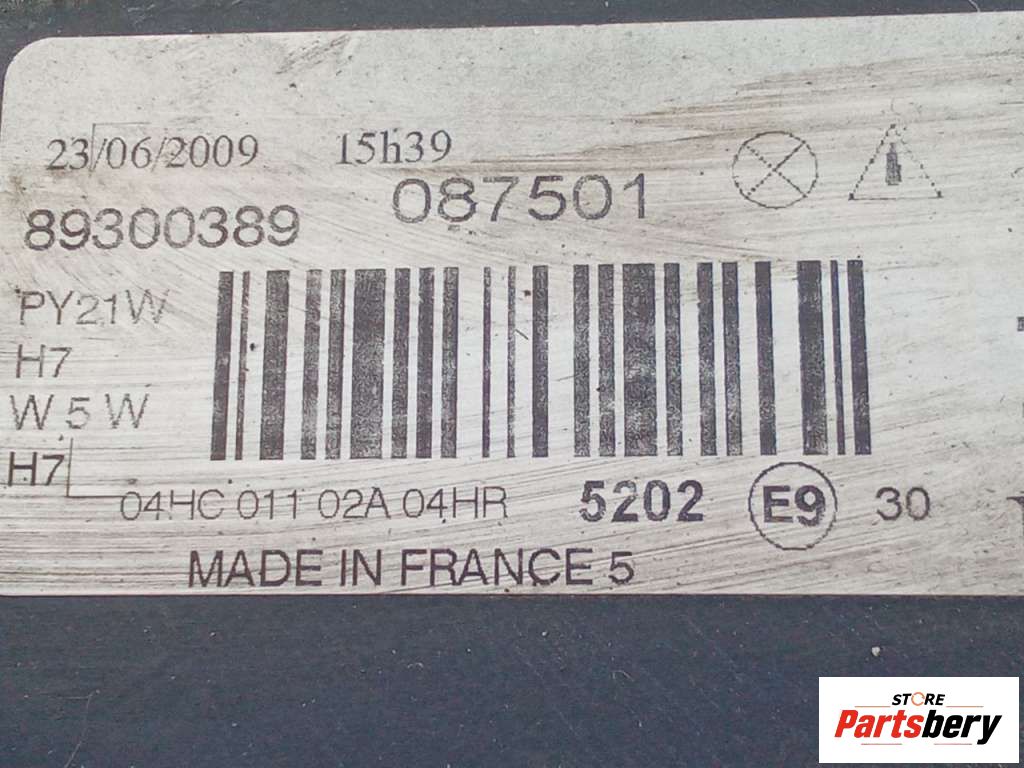 23/06/2009 15h39
89300389 087501
PY21W
H7
W 5 W
H7
04HC 011 02A 04HR 5202 E9 30
MADE IN FRANCE 5
STORE
Partsbery